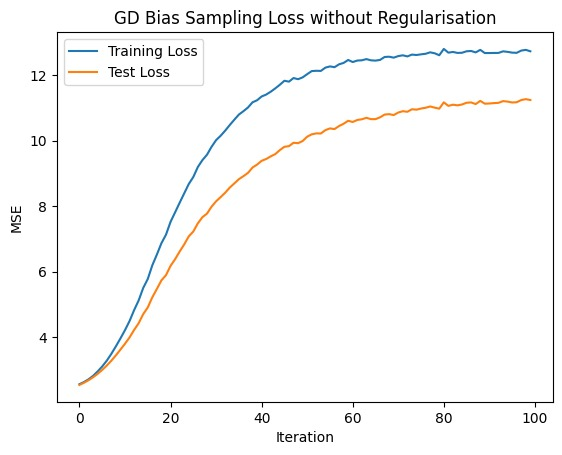 GD Bias Sampling Loss without Regularisation
Training Loss
Test Loss
MSE
12
10
8
6
4
0 20 40 60 80 100
Iteration